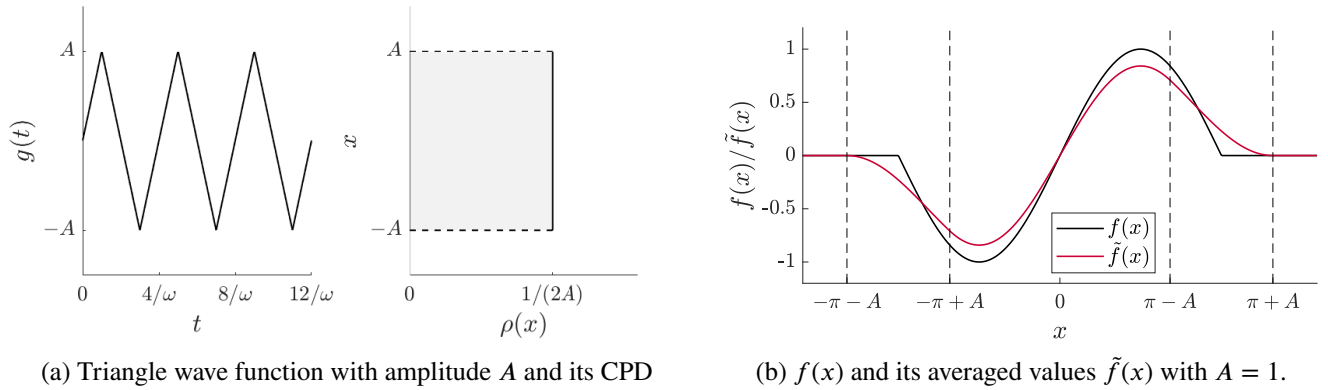 A
−A
g(t)
0
4/ω
8/ω
12/ω
t
A
−A
x
0
1/(2A)
ρ(x)
(a) Triangle wave function with amplitude A and its CPD
1
0.5
0
-0.5
-1
f(x)/f̃(x)
f(x)
f̃(x)
−π − A
−π + A
0
π − A
π + A
x
(b) f(x) and its averaged values f̃(x) with A = 1.